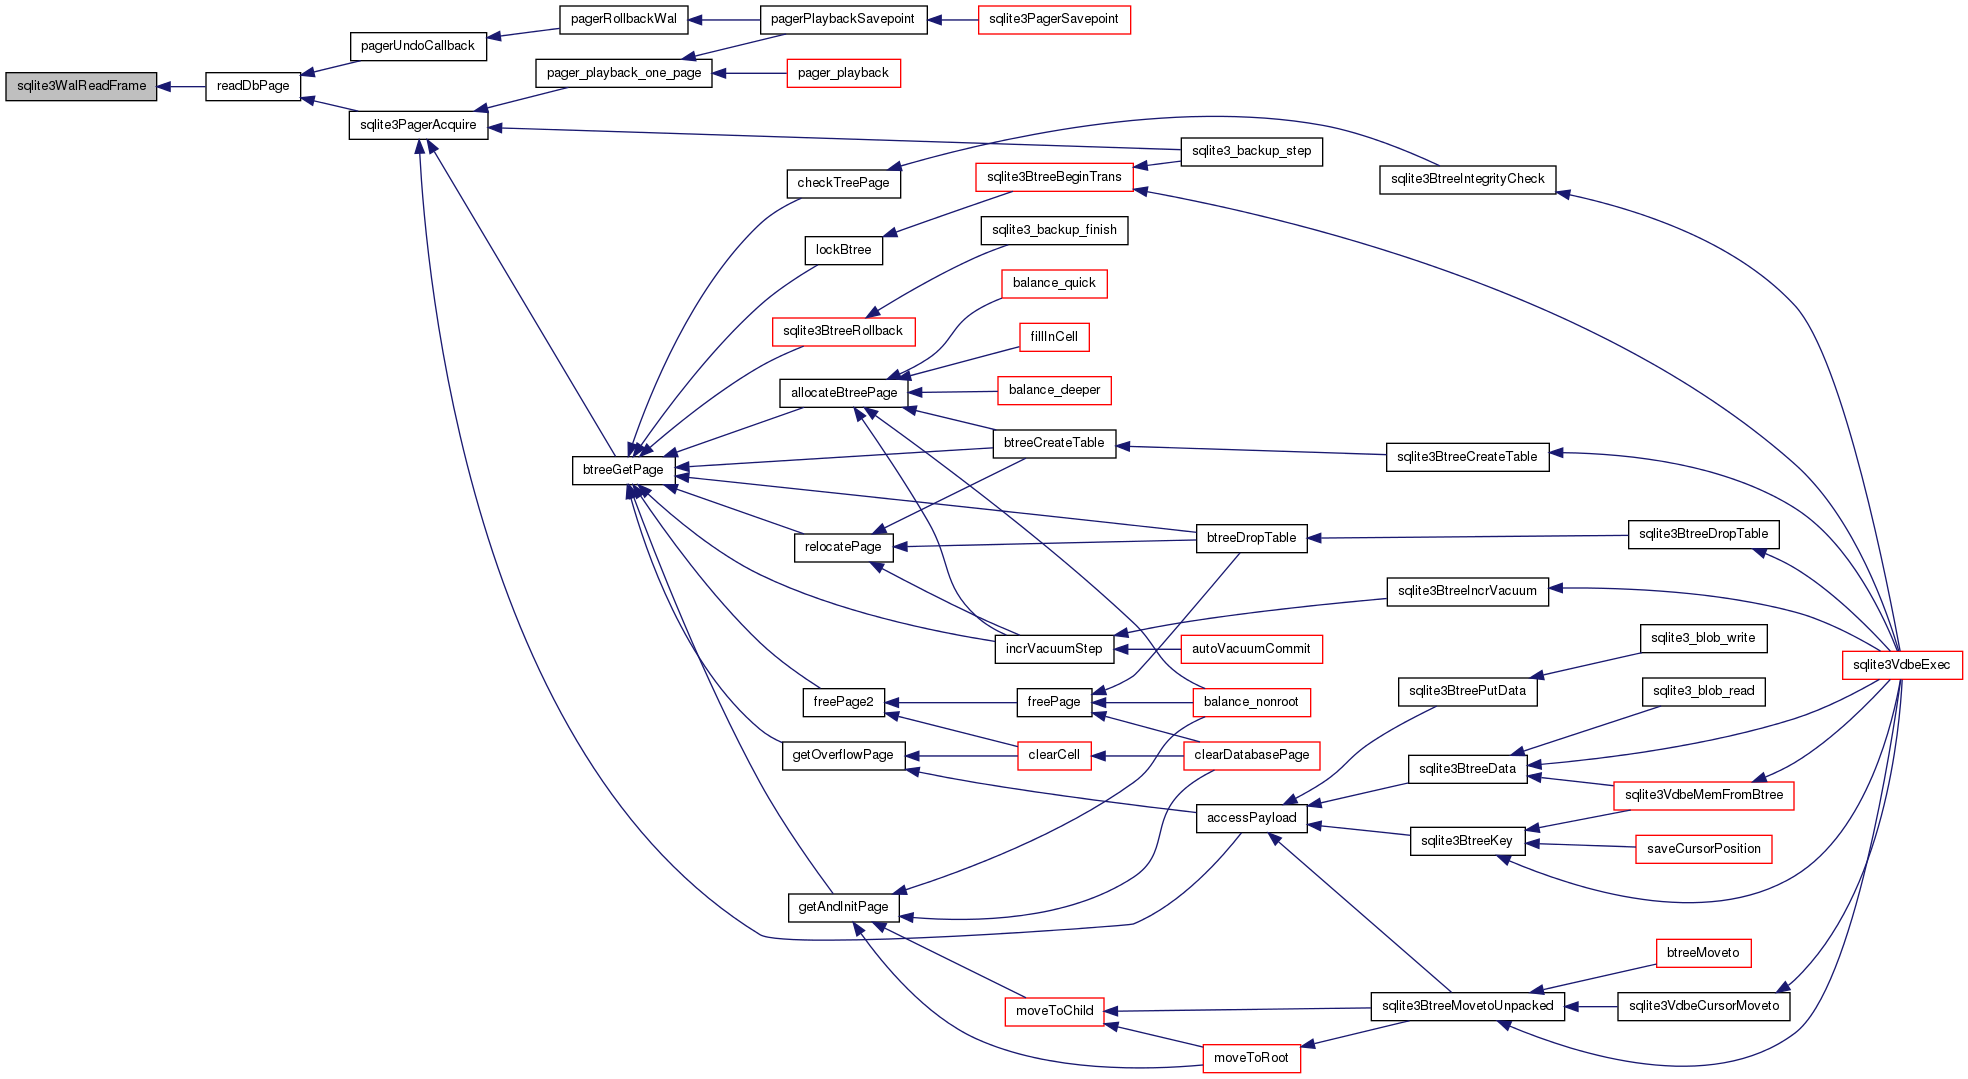 pagerRollbackWal
pagerPlaybackSavepoint
sqlite3PagerSavepoint
pagerUndoCallback
pager_playback_one_page
pager_playback
sqlite3WalReadFrame
readDbPage
sqlite3PagerAcquire
sqlite3_backup_step
checkTreePage
sqlite3BtreeBeginTrans
sqlite3BtreeIntegrityCheck
lockBtree
sqlite3_backup_finish
balance_quick
sqlite3BtreeRollback
fillInCell
allocateBtreePage
balance_deeper
btreeCreateTable
sqlite3BtreeCreateTable
btreeGetPage
relocatePage
btreeDropTable
sqlite3BtreeDropTable
sqlite3BtreeIncrVacuum
incrVacuumStep
autoVacuumCommit
sqlite3_blob_write
sqlite3VdbeExec
freePage2
freePage
balance_nonroot
sqlite3BtreePutData
sqlite3_blob_read
getOverflowPage
clearCell
clearDatabasePage
sqlite3BtreeData
sqlite3VdbeMemFromBtree
accessPayload
sqlite3BtreeKey
saveCursorPosition
getAndInitPage
btreeMoveto
moveToChild
sqlite3BtreeMovetoUnpacked
sqlite3VdbeCursorMoveto
moveToRoot